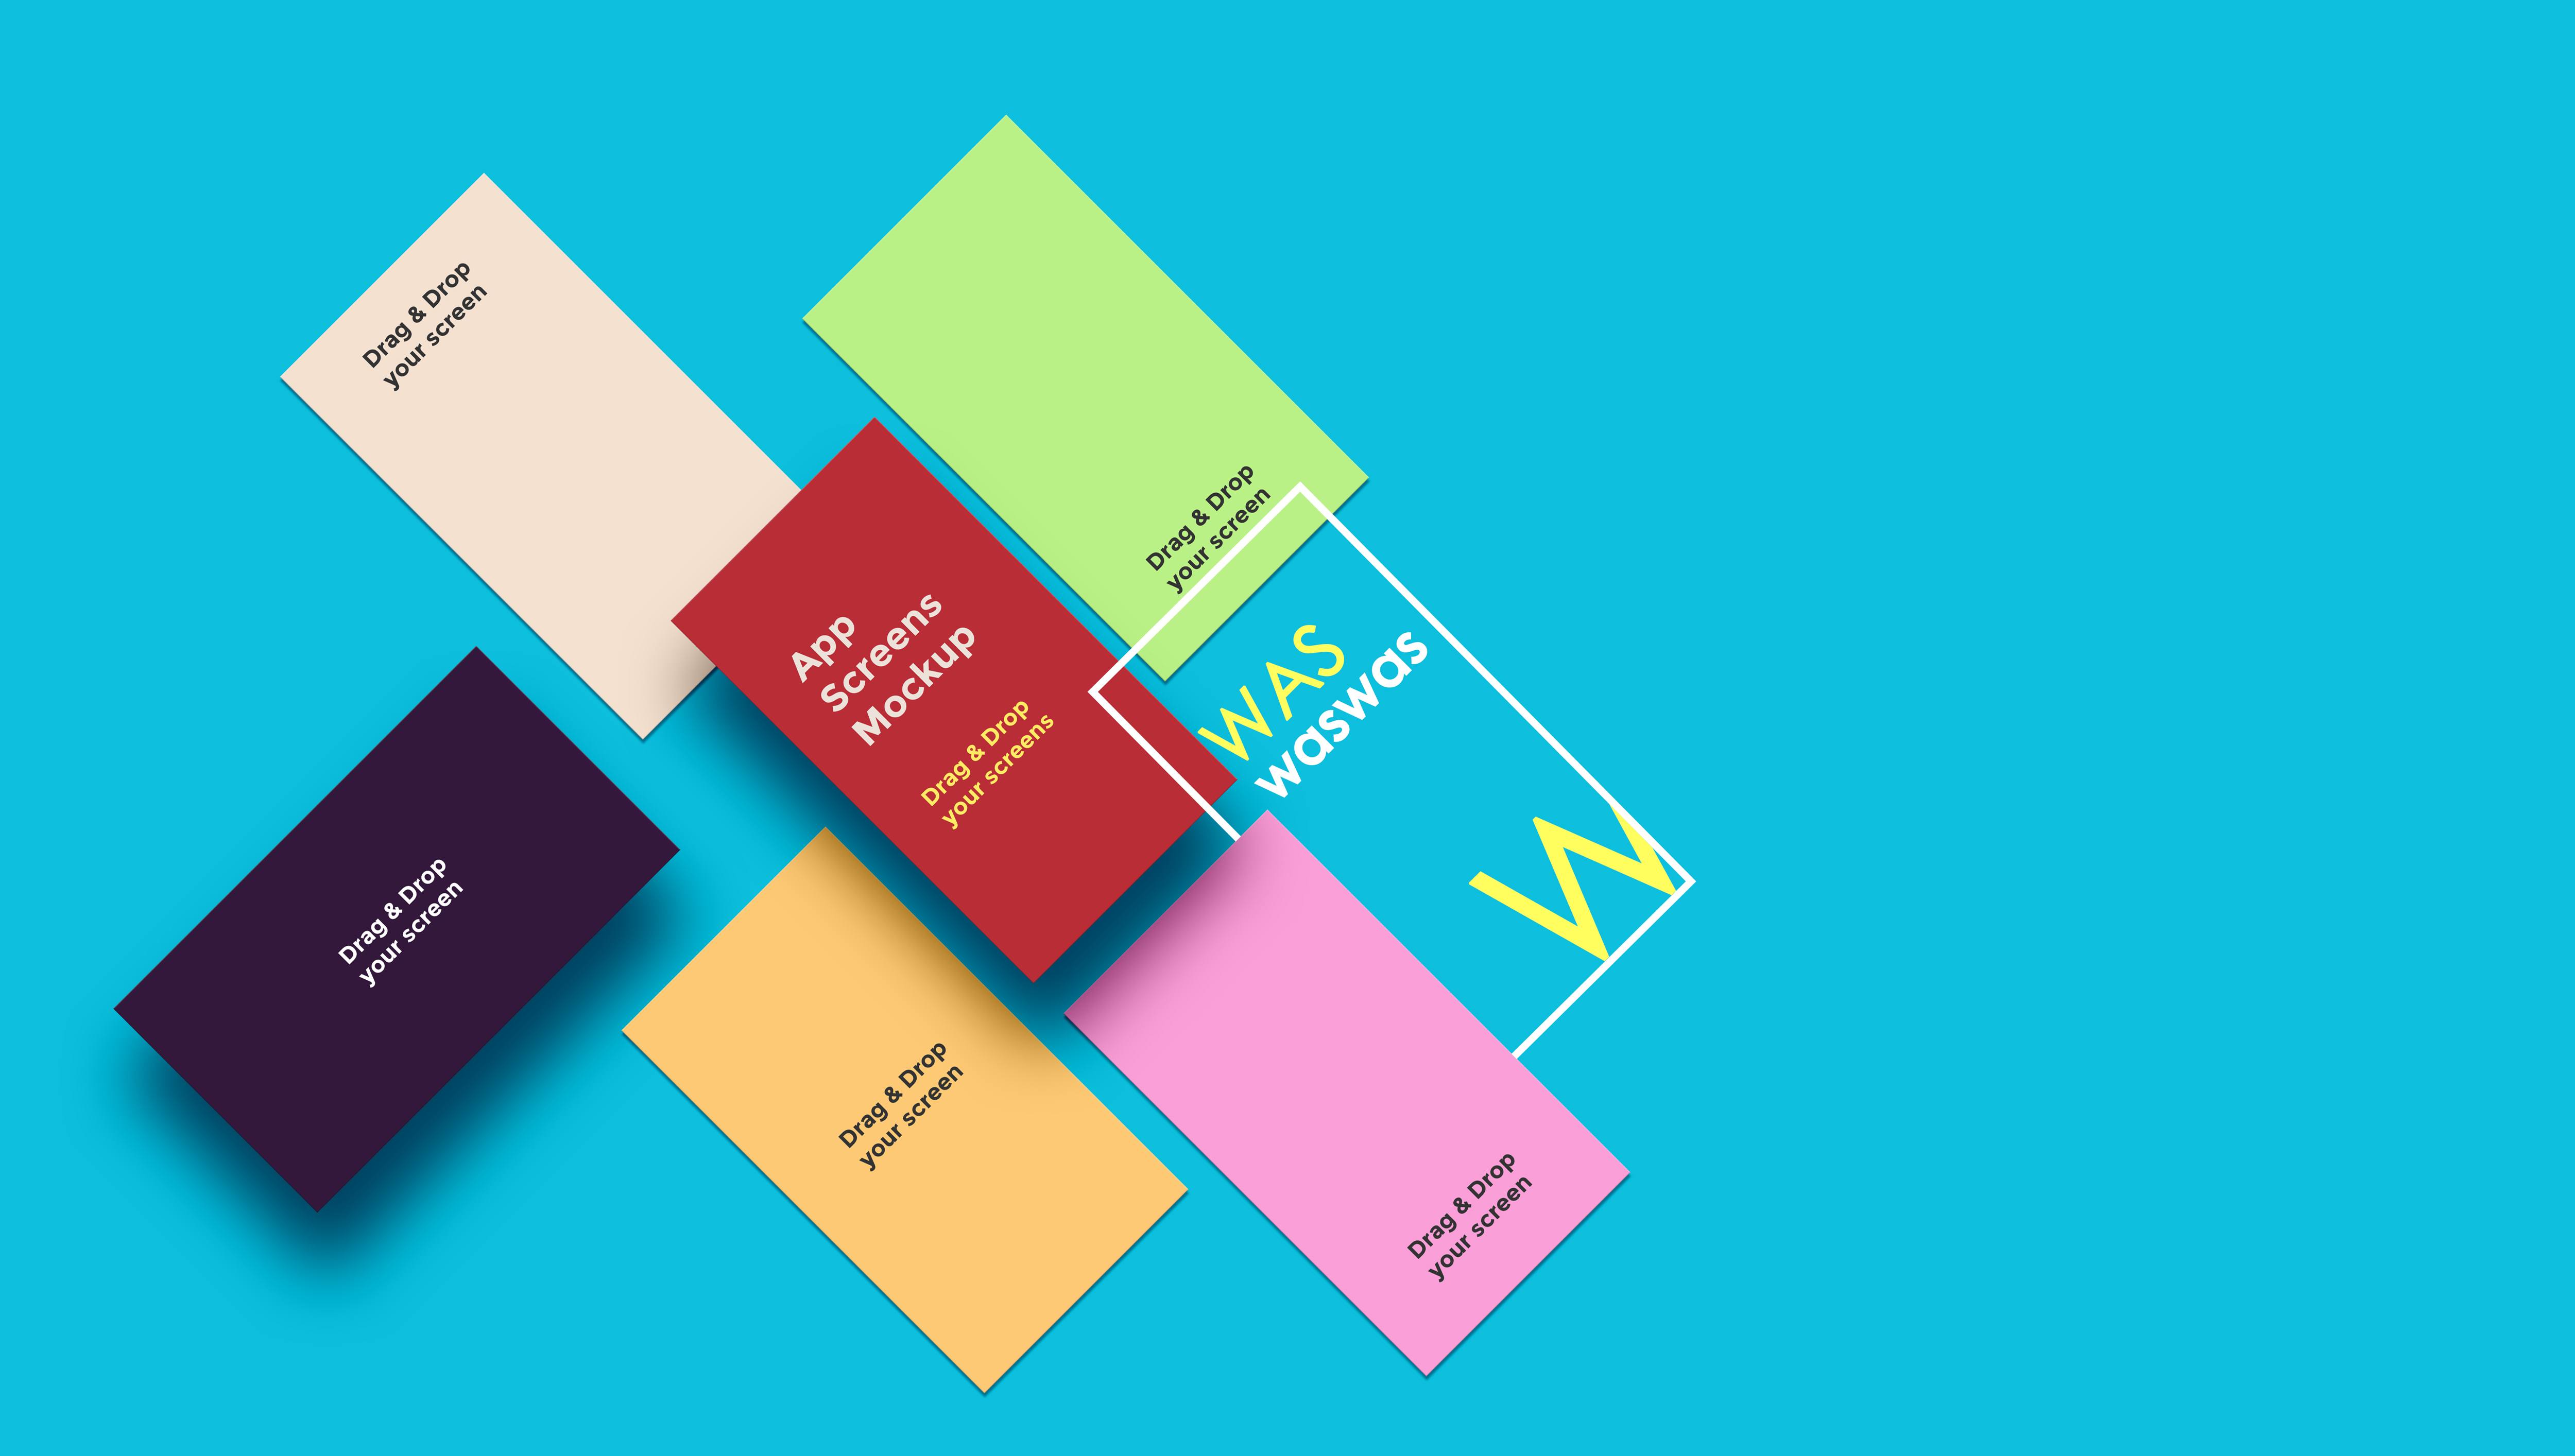 Drag & Drop
your screen
Drag & Drop
your screen
App
Screens
Mockup
Drag & Drop
your screens
WAS
waswas
W
Drag & Drop
your screen
Drag & Drop
your screen
Drag & Drop
your screen